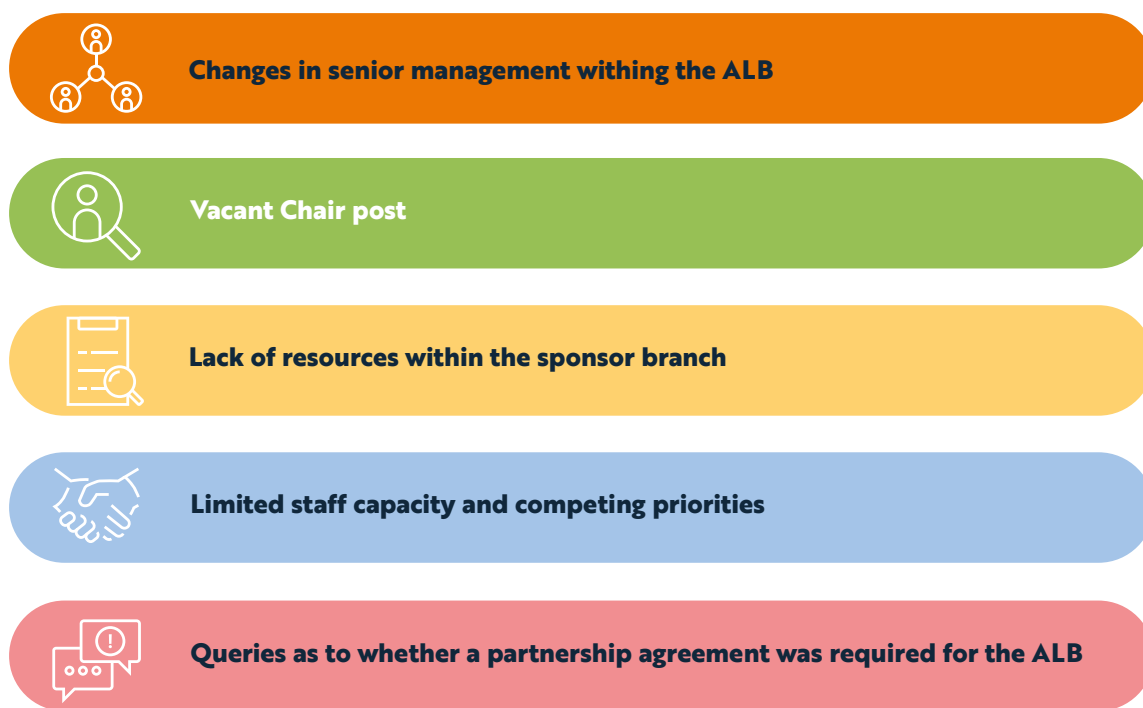 Changes in senior management withing the ALB
Vacant Chair post
Lack of resources within the sponsor branch
Limited staff capacity and competing priorities
Queries as to whether a partnership agreement was required for the ALB